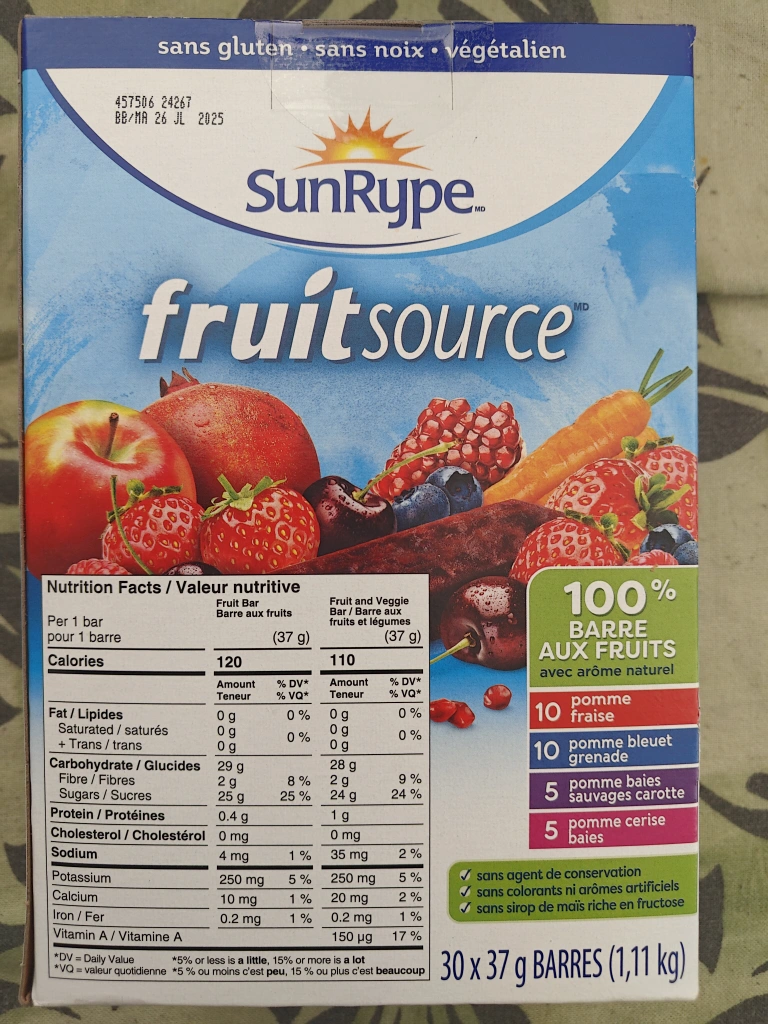 sans gluten • sans noix • végétalien
457506 24267
BB/MA 26 JL 2025
SunRype MD
fruitsource MD
Nutrition Facts / Valeur nutritive
Per 1 bar
pour 1 barre
Fruit Bar
Barre aux fruits
(37 g)
Fruit and Veggie
Bar / Barre aux
fruits et légumes
(37 g)
Calories 120 110
Amount % DV* Amount % DV*
Teneur % VQ* Teneur % VQ*
Fat / Lipides 0 g 0 % 0 g 0 %
Saturated / saturés 0 g 0 % 0 g 0 %
+ Trans / trans 0 g 0 g
Carbohydrate / Glucides 29 g 28 g
Fibre / Fibres 2 g 8 % 2 g 9 %
Sugars / Sucres 25 g 25 % 24 g 24 %
Protein / Protéines 0.4 g 1 g
Cholesterol / Cholestérol 0 mg 0 mg
Sodium 4 mg 1 % 35 mg 2 %
Potassium 250 mg 5 % 250 mg 5 %
Calcium 10 mg 1 % 20 mg 2 %
Iron / Fer 0.2 mg 1 % 0.2 mg 1 %
Vitamin A / Vitamine A 150 µg 17 %
*DV = Daily Value *5% or less is a little, 15% or more is a lot
*VQ = valeur quotidienne *5 % ou moins c'est peu, 15 % ou plus c'est beaucoup
100%
BARRE
AUX FRUITS
avec arôme naturel
10 pomme
fraise
10 pomme bleuet
grenade
5 pomme baies
sauvages carotte
5 pomme cerise
baies
✓ sans agent de conservation
✓ sans colorants ni arômes artificiels
✓ sans sirop de maïs riche en fructose
30 x 37 g BARRES (1,11 kg)